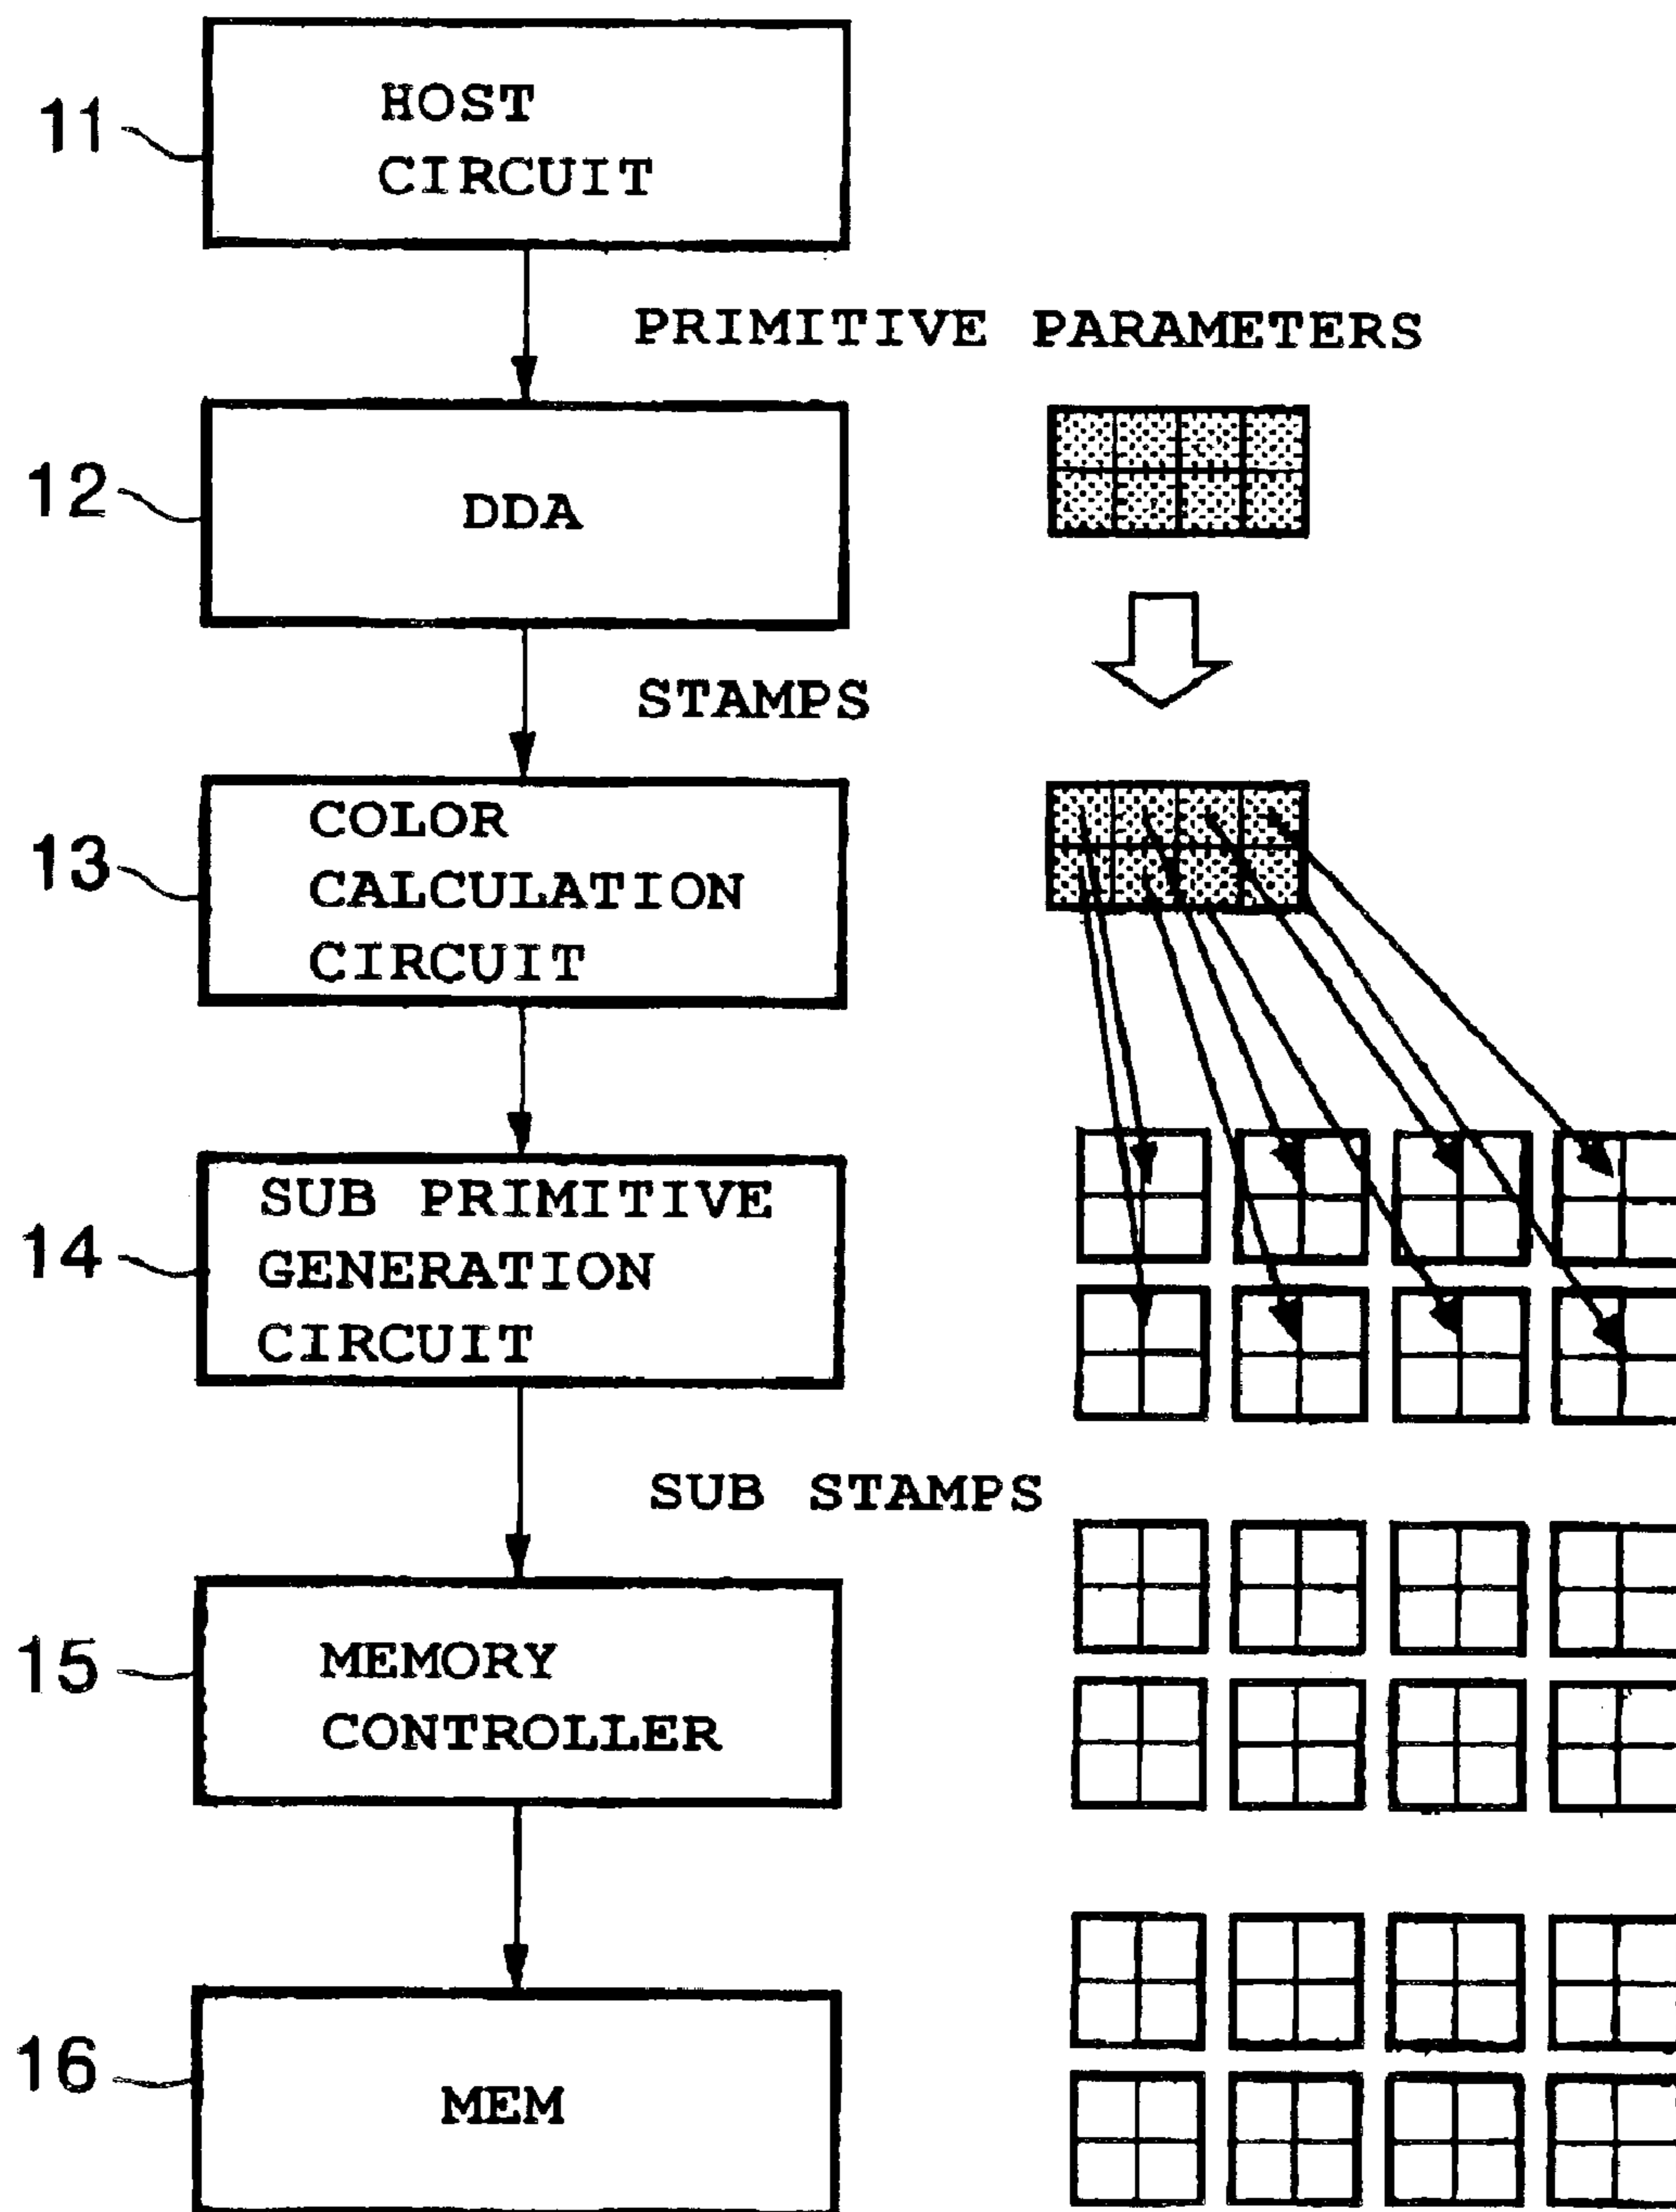 11
HOST
CIRCUIT
PRIMITIVE PARAMETERS
12
DDA
STAMPS
13
COLOR
CALCULATION
CIRCUIT
14
SUB PRIMITIVE
GENERATION
CIRCUIT
SUB STAMPS
15
MEMORY
CONTROLLER
16
MEM